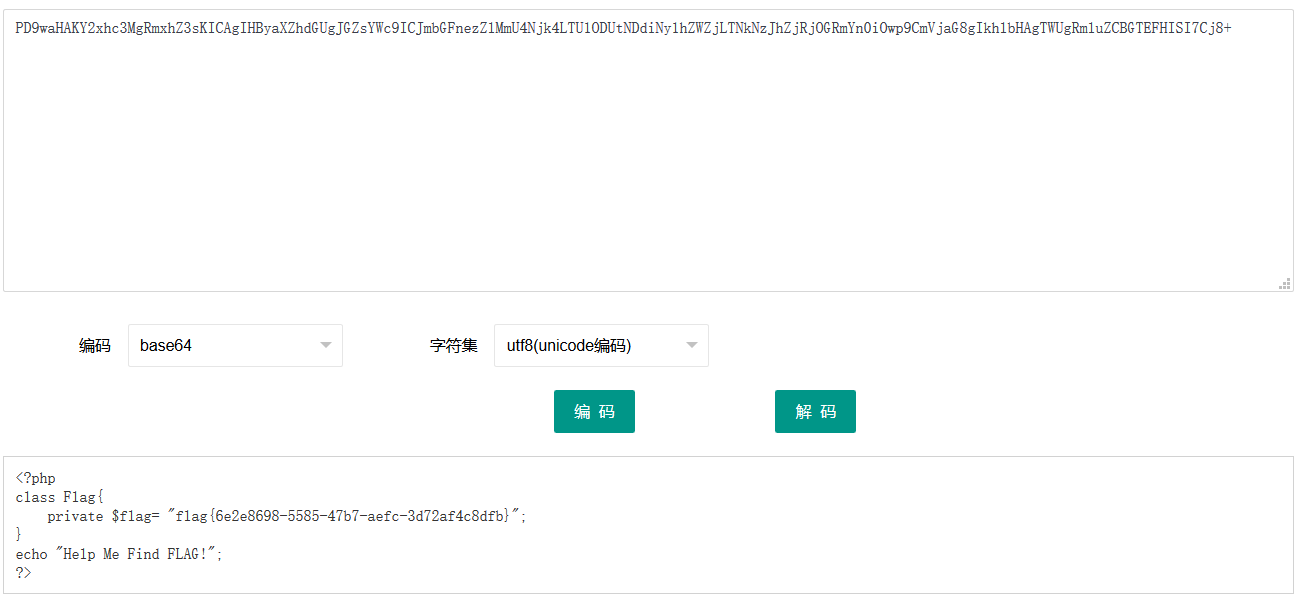 PD9waHAKY2xhc3MgRmxhZ3sKICAgIHByaXZhdGUgJGZsYWc9ICJmbGFnezZlMmU4Njk4LTU1ODUtNDdiNy1hZWZjLTNkNzJhZjRjOGRmYn0iOwp9CmVjaG8gIkhlbHAgTWUgRmluZCBGTEFHISI7Cj8+
编码 base64 字符集 utf8(unicode编码)
编 码 解 码
<?php
class Flag{
    private $flag= "flag{6e2e8698-5585-47b7-aefc-3d72af4c8dfb}";
}
echo "Help Me Find FLAG!";
?>